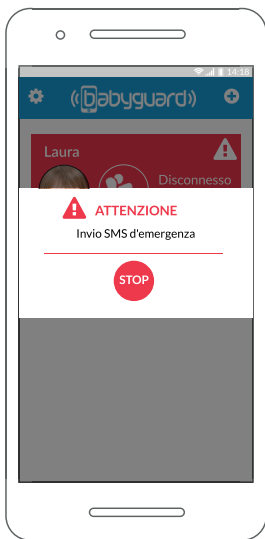 14:18
babyguard
Laura
Disconnesso
ATTENZIONE
Invio SMS d'emergenza
STOP